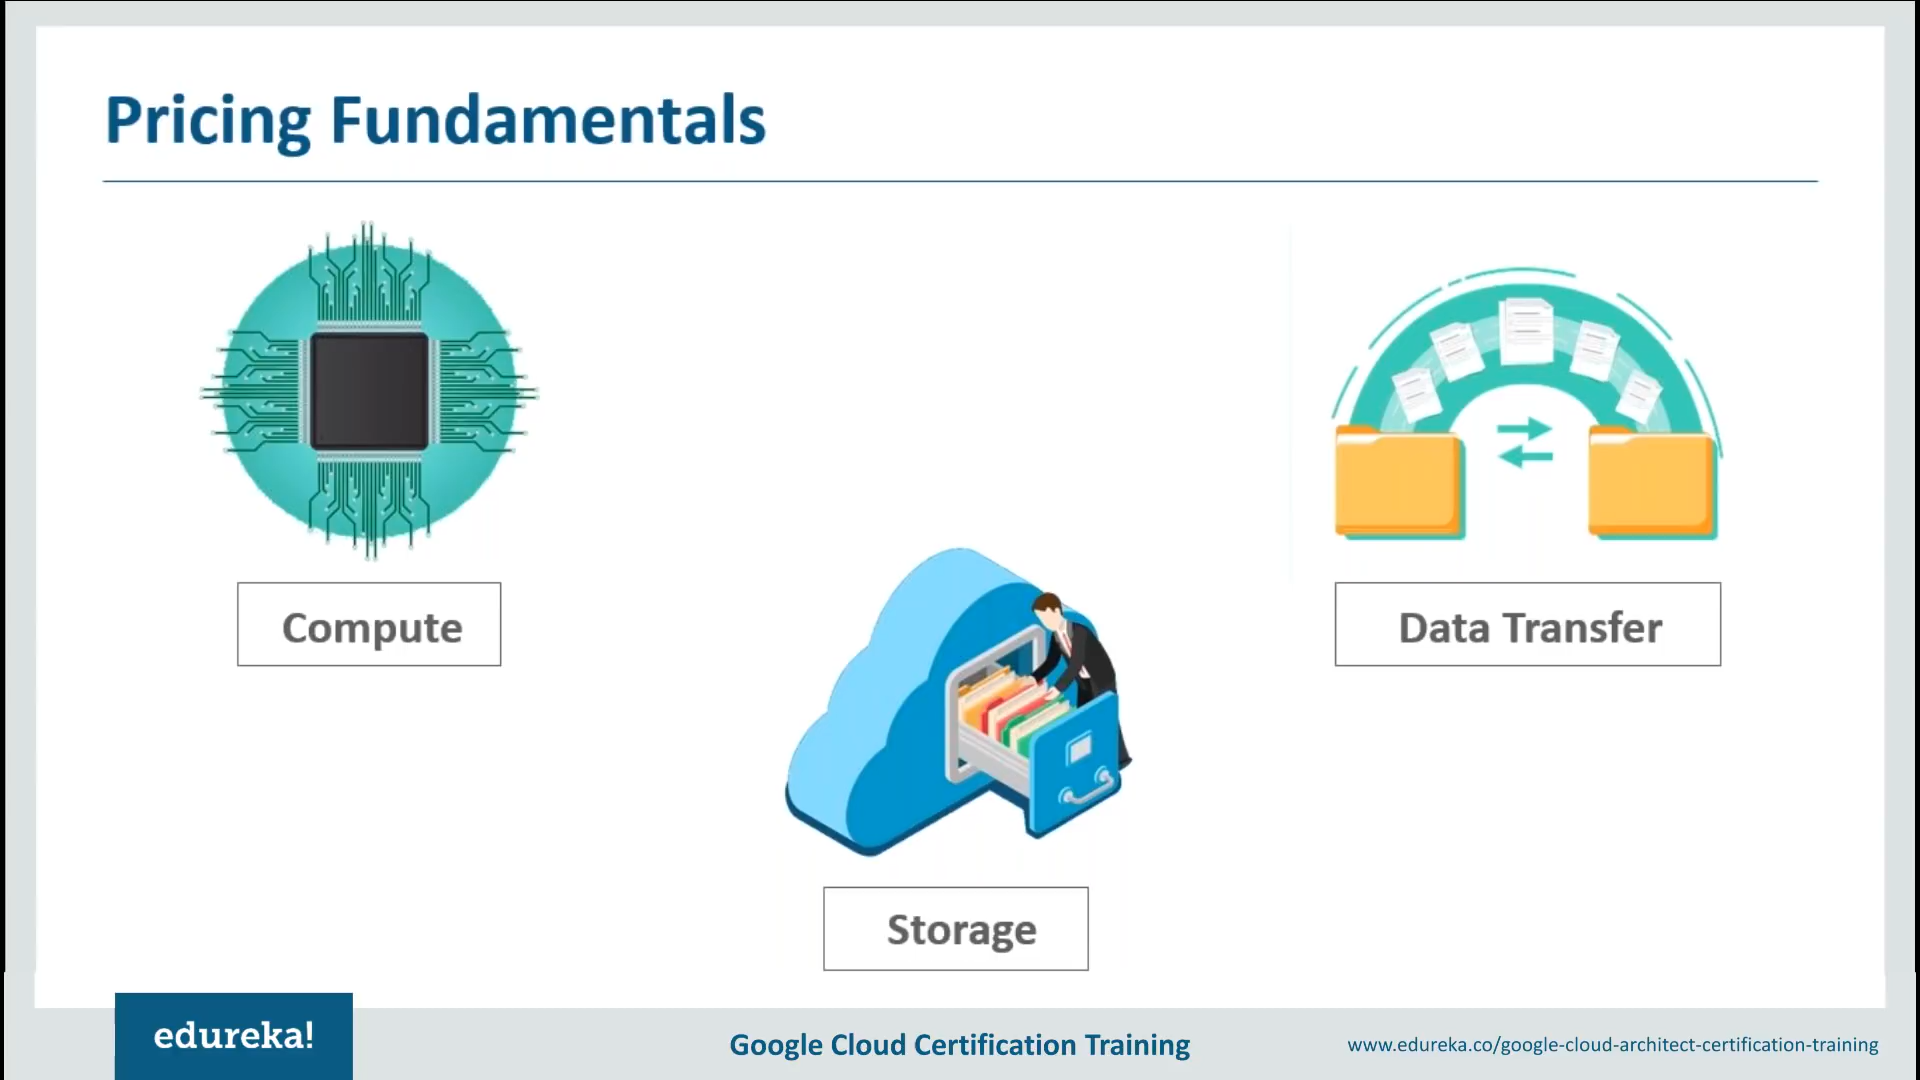 Pricing Fundamentals
Compute
Data Transfer
Storage
edureka!
Google Cloud Certification Training
www.edureka.co/google-cloud-architect-certification-training